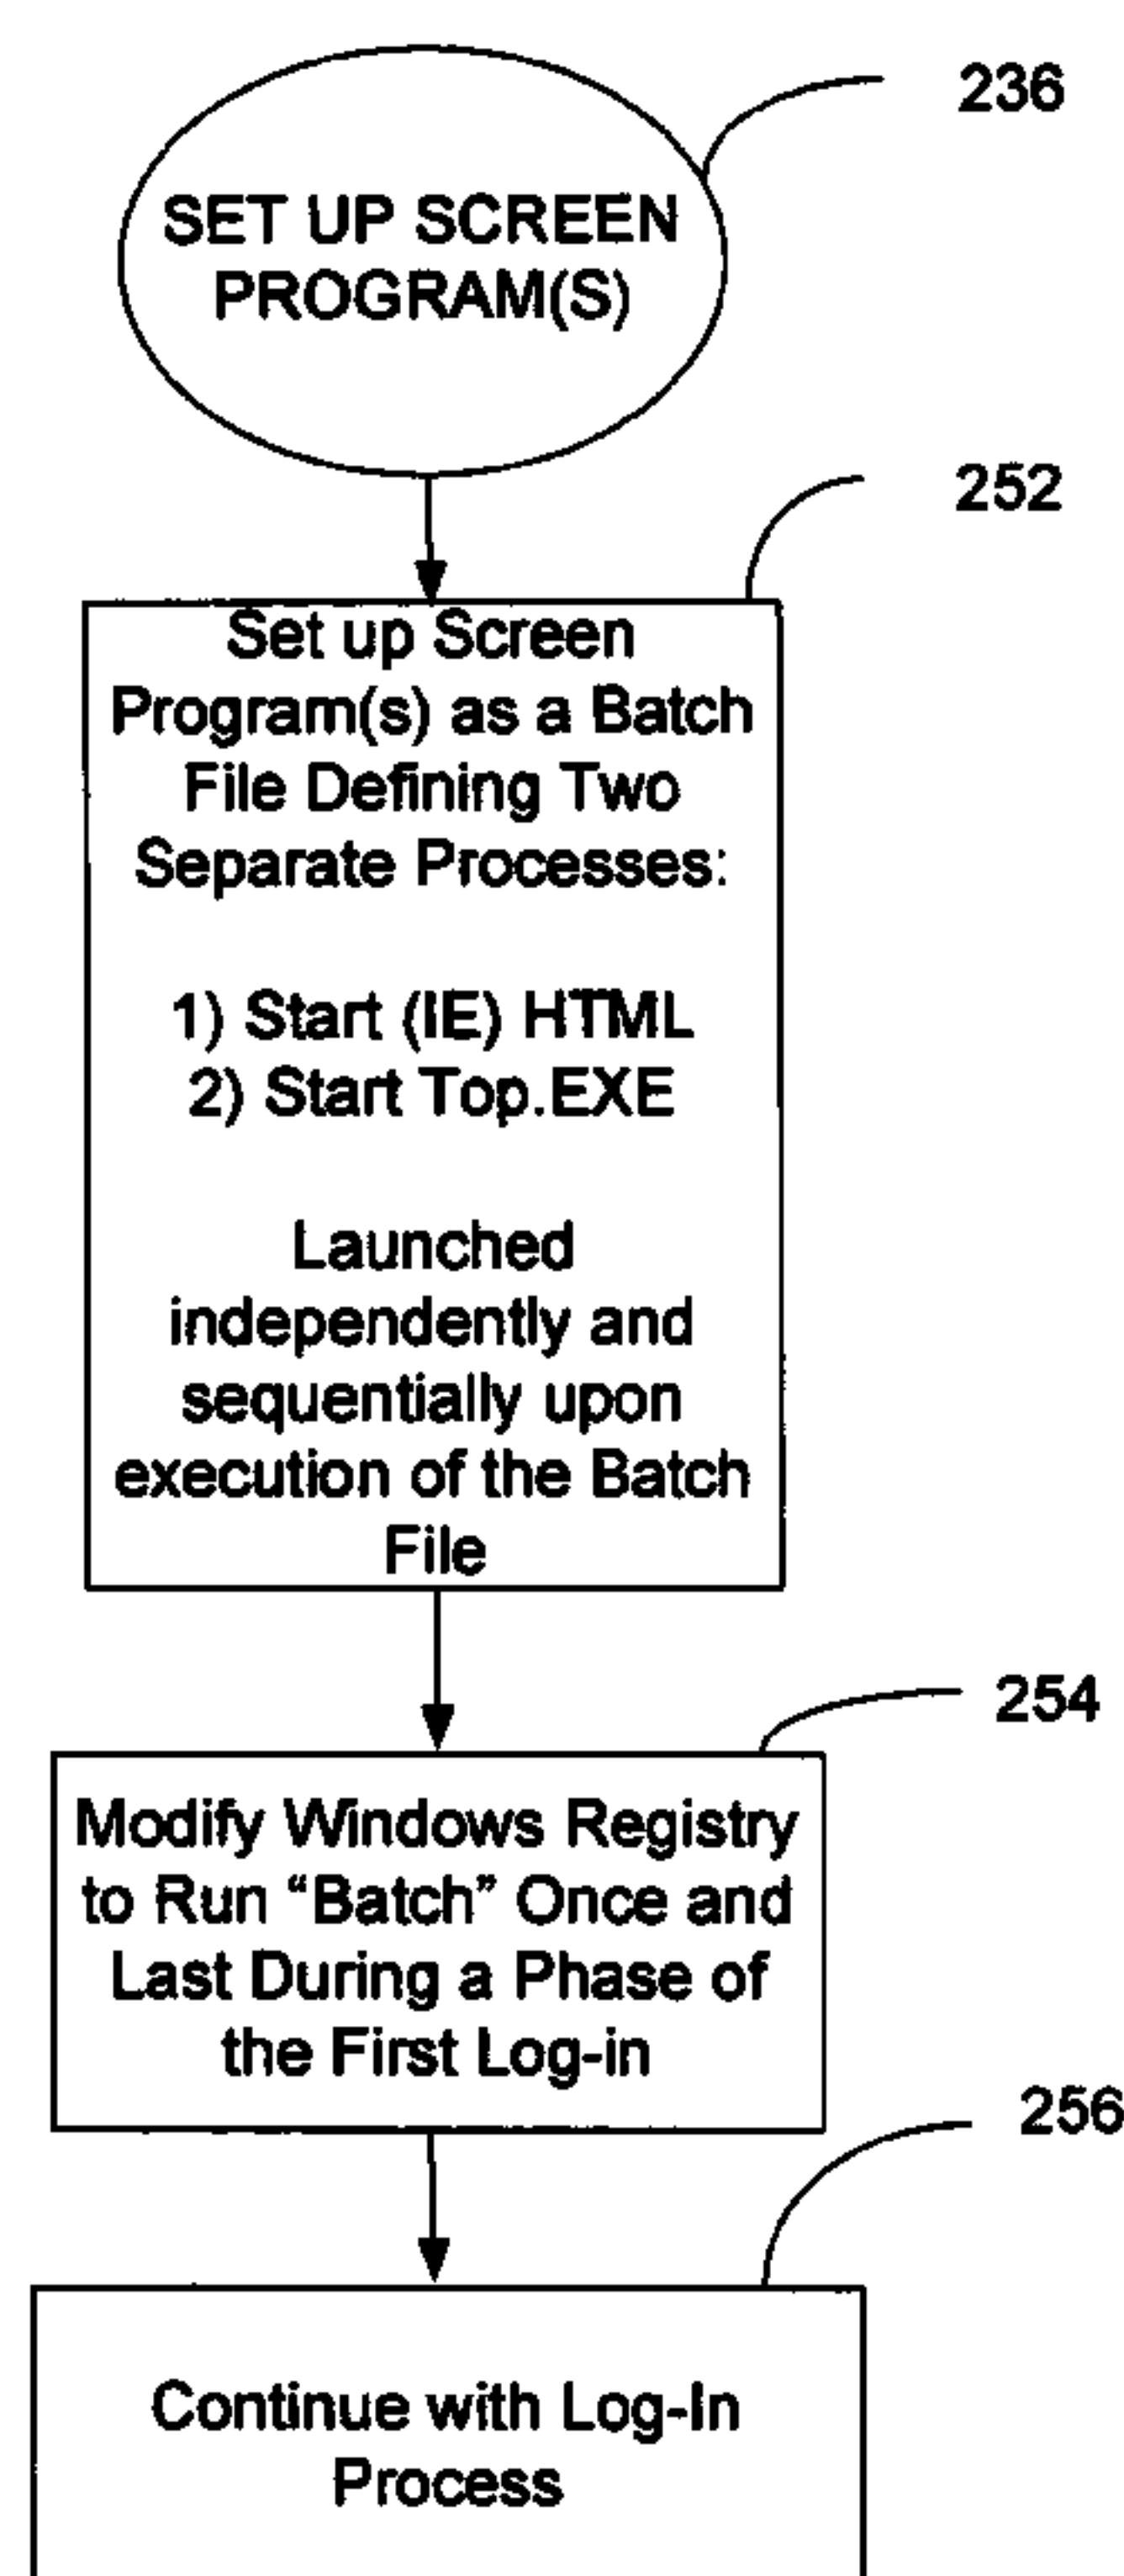 236
SET UP SCREEN
PROGRAM(S)
252
Set up Screen
Program(s) as a Batch
File Defining Two
Separate Processes:
1) Start (IE) HTML
2) Start Top.EXE
Launched
independently and
sequentially upon
execution of the Batch
File
254
Modify Windows Registry
to Run “Batch” Once and
Last During a Phase of
the First Log-in
256
Continue with Log-In
Process